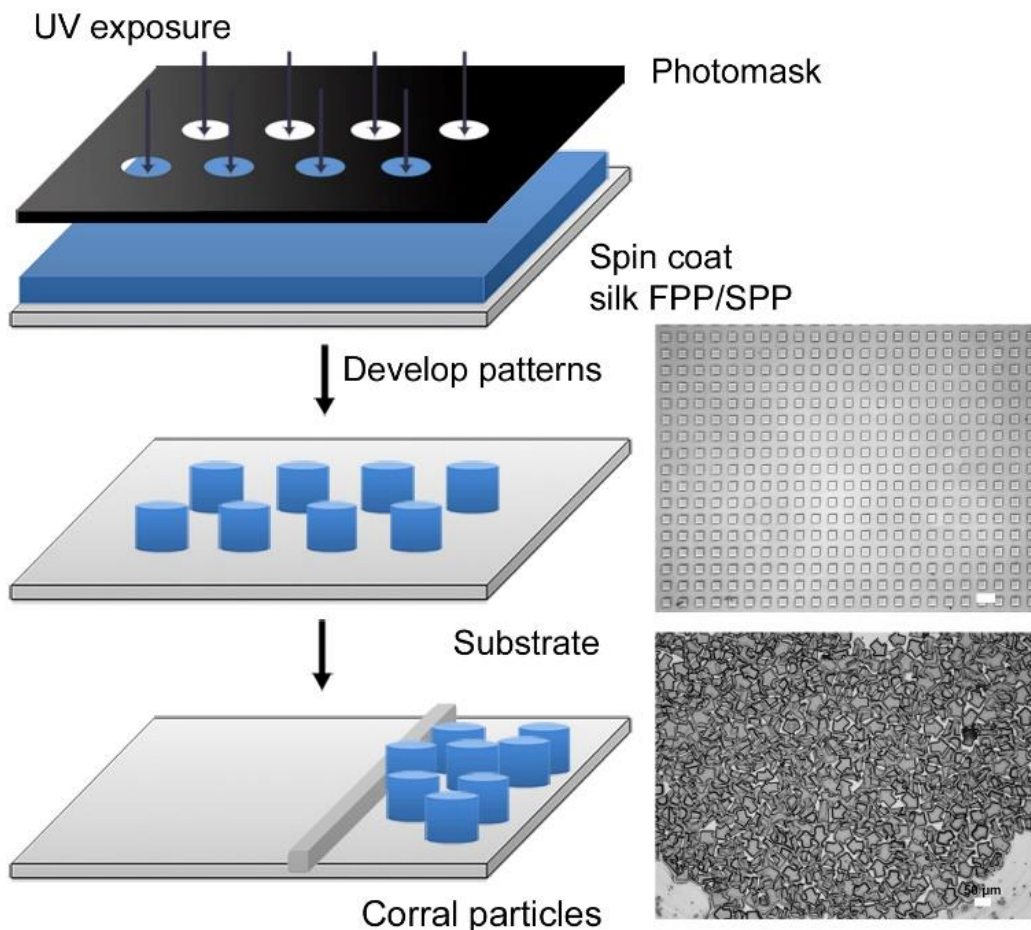 UV exposure
Photomask
Spin coat
silk FPP/SPP
Develop patterns
Substrate
50 µm
Corral particles